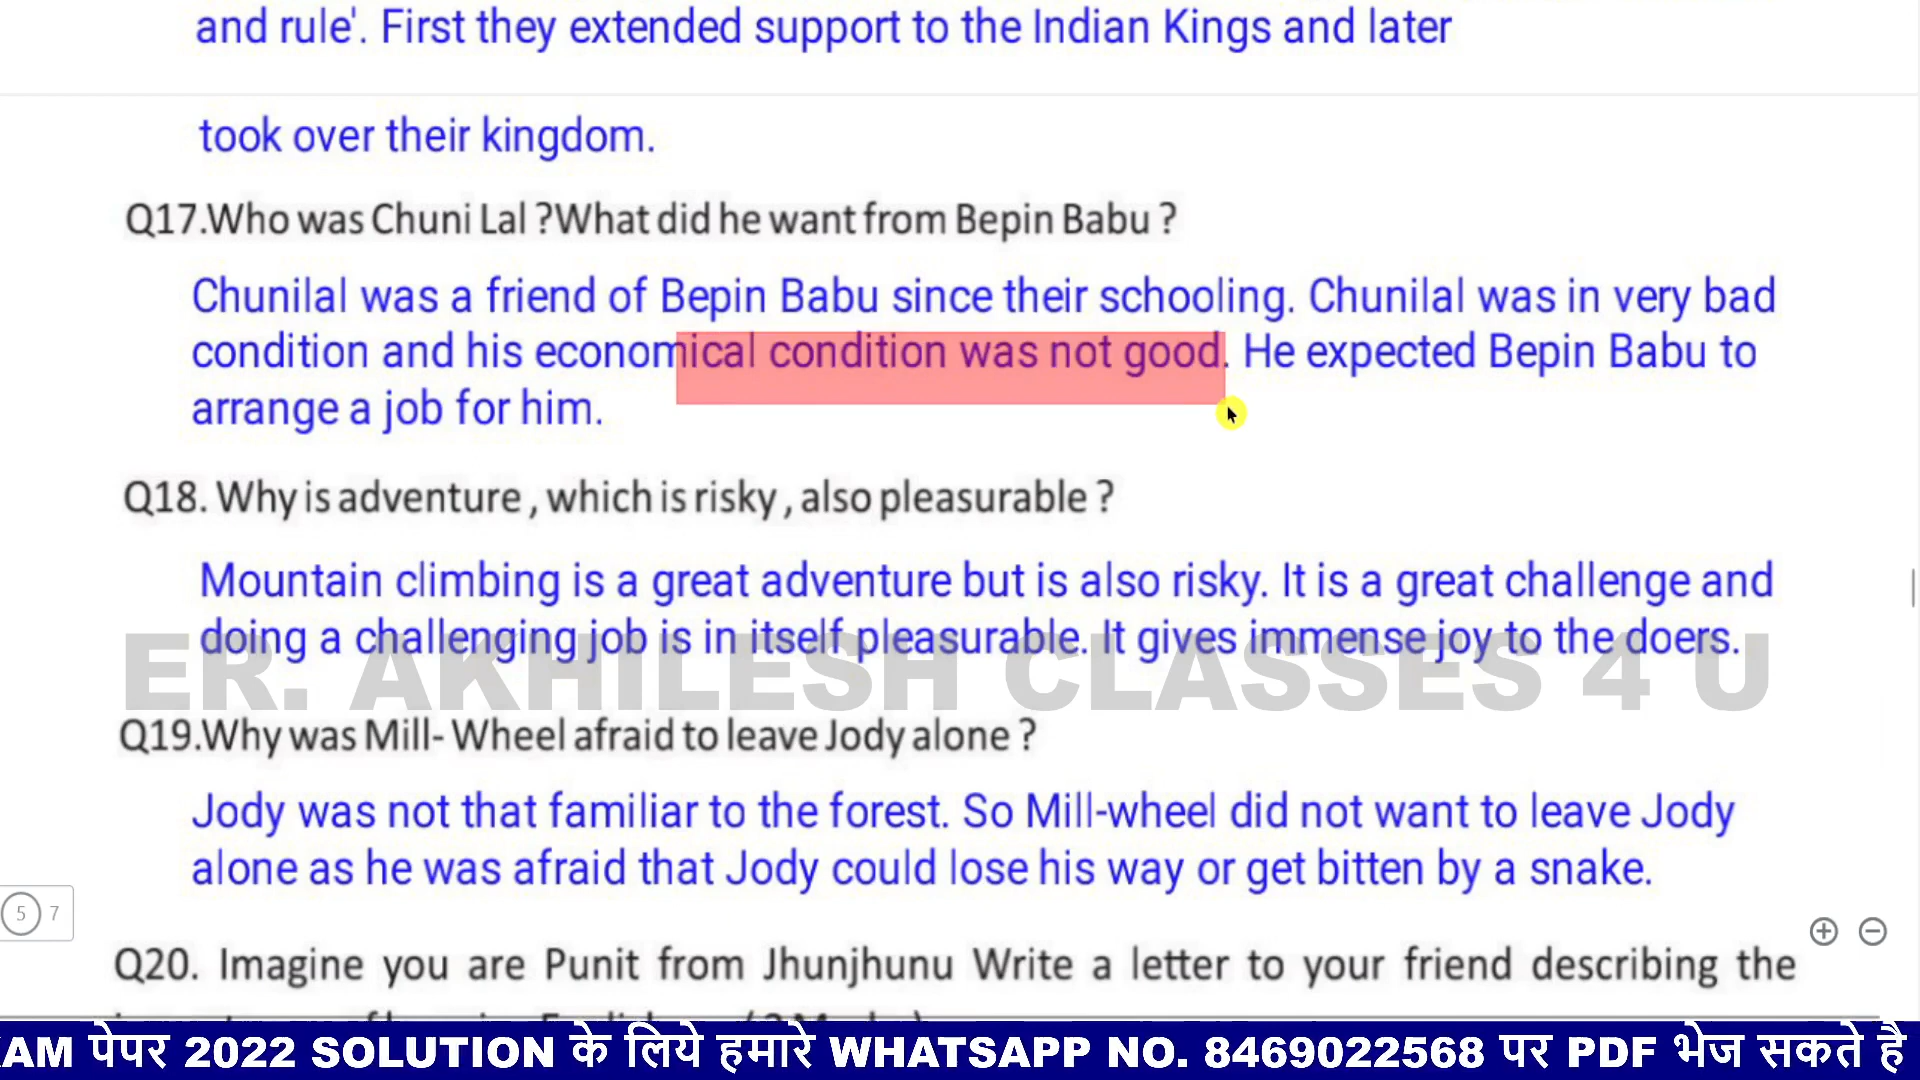 and rule'. First they extended support to the Indian Kings and later
took over their kingdom.
Q17.Who was Chuni Lal ?What did he want from Bepin Babu ?
Chunilal was a friend of Bepin Babu since their schooling. Chunilal was in very bad
condition and his economical condition was not good. He expected Bepin Babu to
arrange a job for him.
Q18. Why is adventure , which is risky , also pleasurable ?
Mountain climbing is a great adventure but is also risky. It is a great challenge and
doing a challenging job is in itself pleasurable. It gives immense joy to the doers.
ER. AKHILESH CLASSES 4 U
Q19.Why was Mill- Wheel afraid to leave Jody alone ?
Jody was not that familiar to the forest. So Mill-wheel did not want to leave Jody
alone as he was afraid that Jody could lose his way or get bitten by a snake.
5 7
Q20. Imagine you are Punit from Jhunjhunu Write a letter to your friend describing the
AM पेपर 2022 SOLUTION के लिये हमारे WHATSAPP NO. 8469022568 पर PDF भेज सकते है